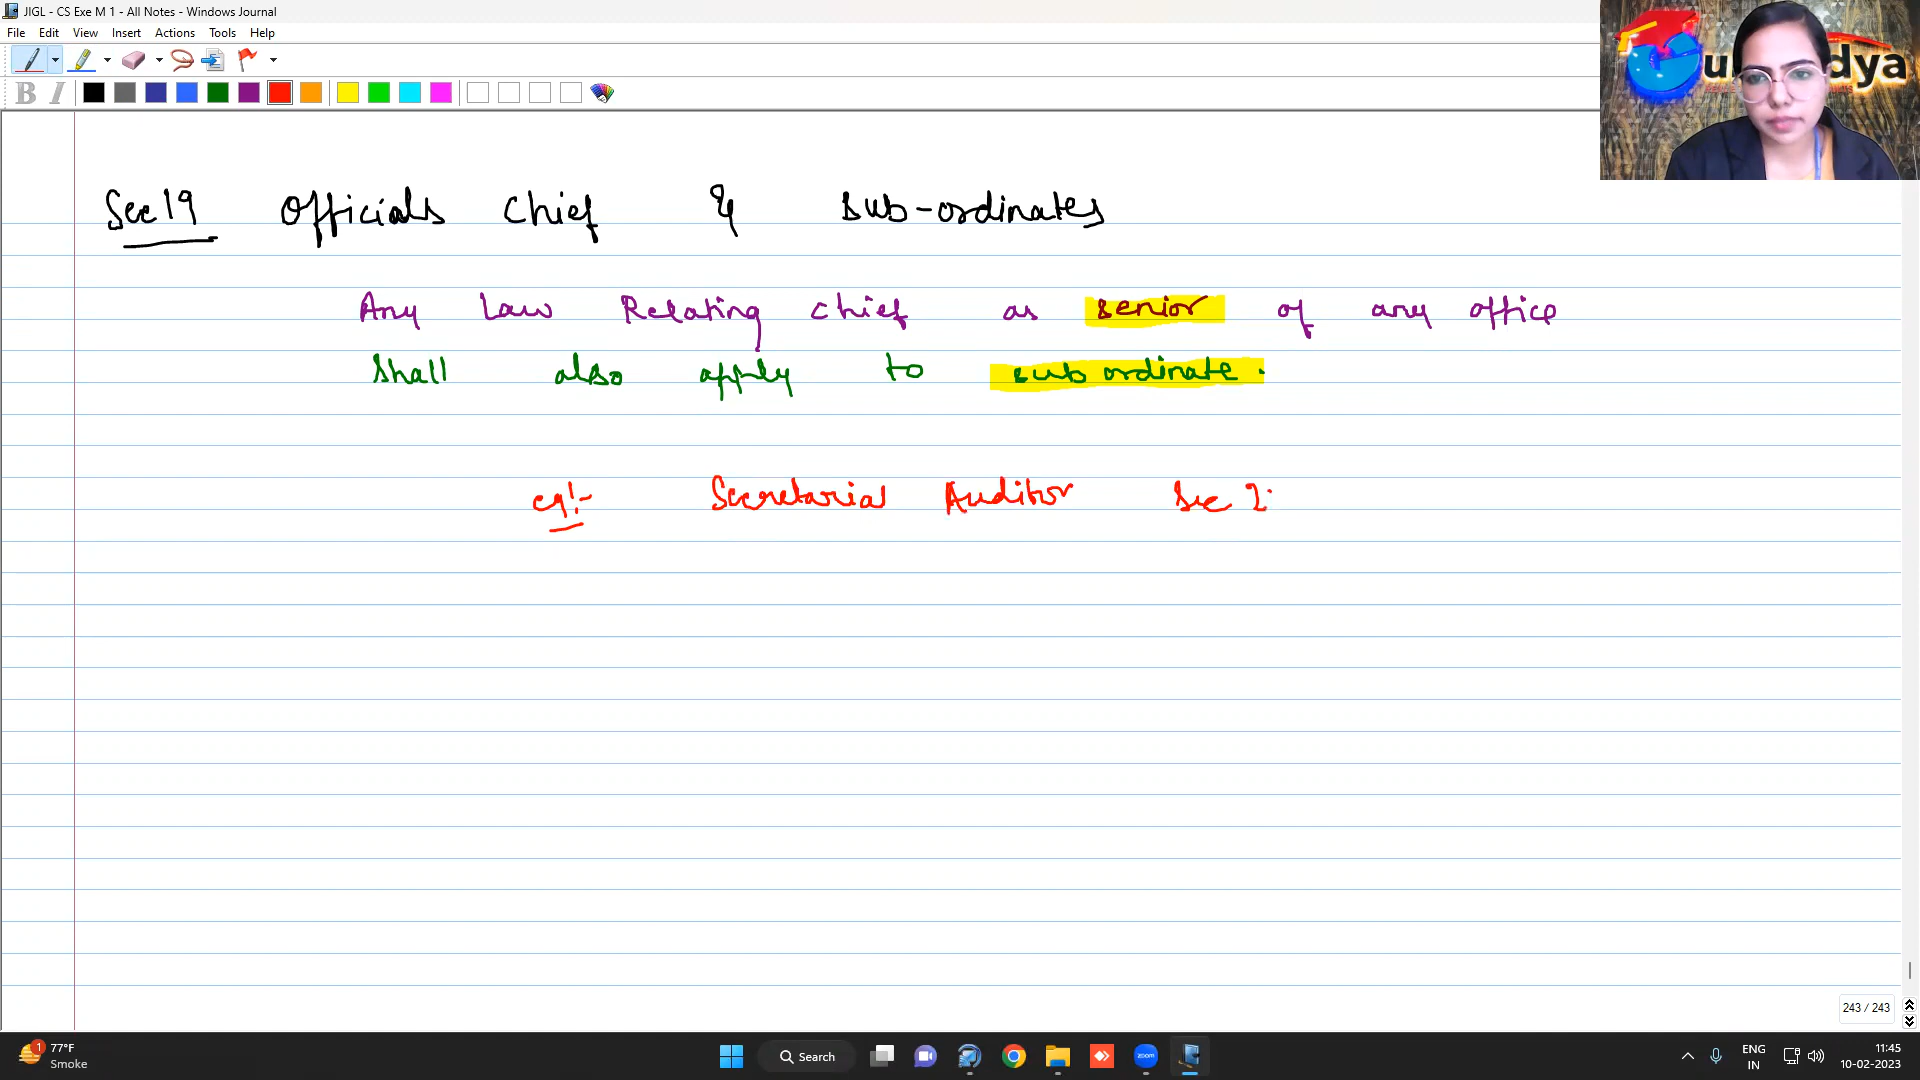 JIGL - CS Exe M 1 - All Notes - Windows Journal
File Edit View Insert Actions Tools Help
B I
Sec 19 Officials Chief & Sub-ordinates
Any Law Relating Chief as senior of any office
Shall also apply to sub ordinate.
eg:- Secretarial Auditor Sec 2
243 / 243
1 77°F
Smoke
Search
zoom
ENG
IN
11:45
10-02-2023